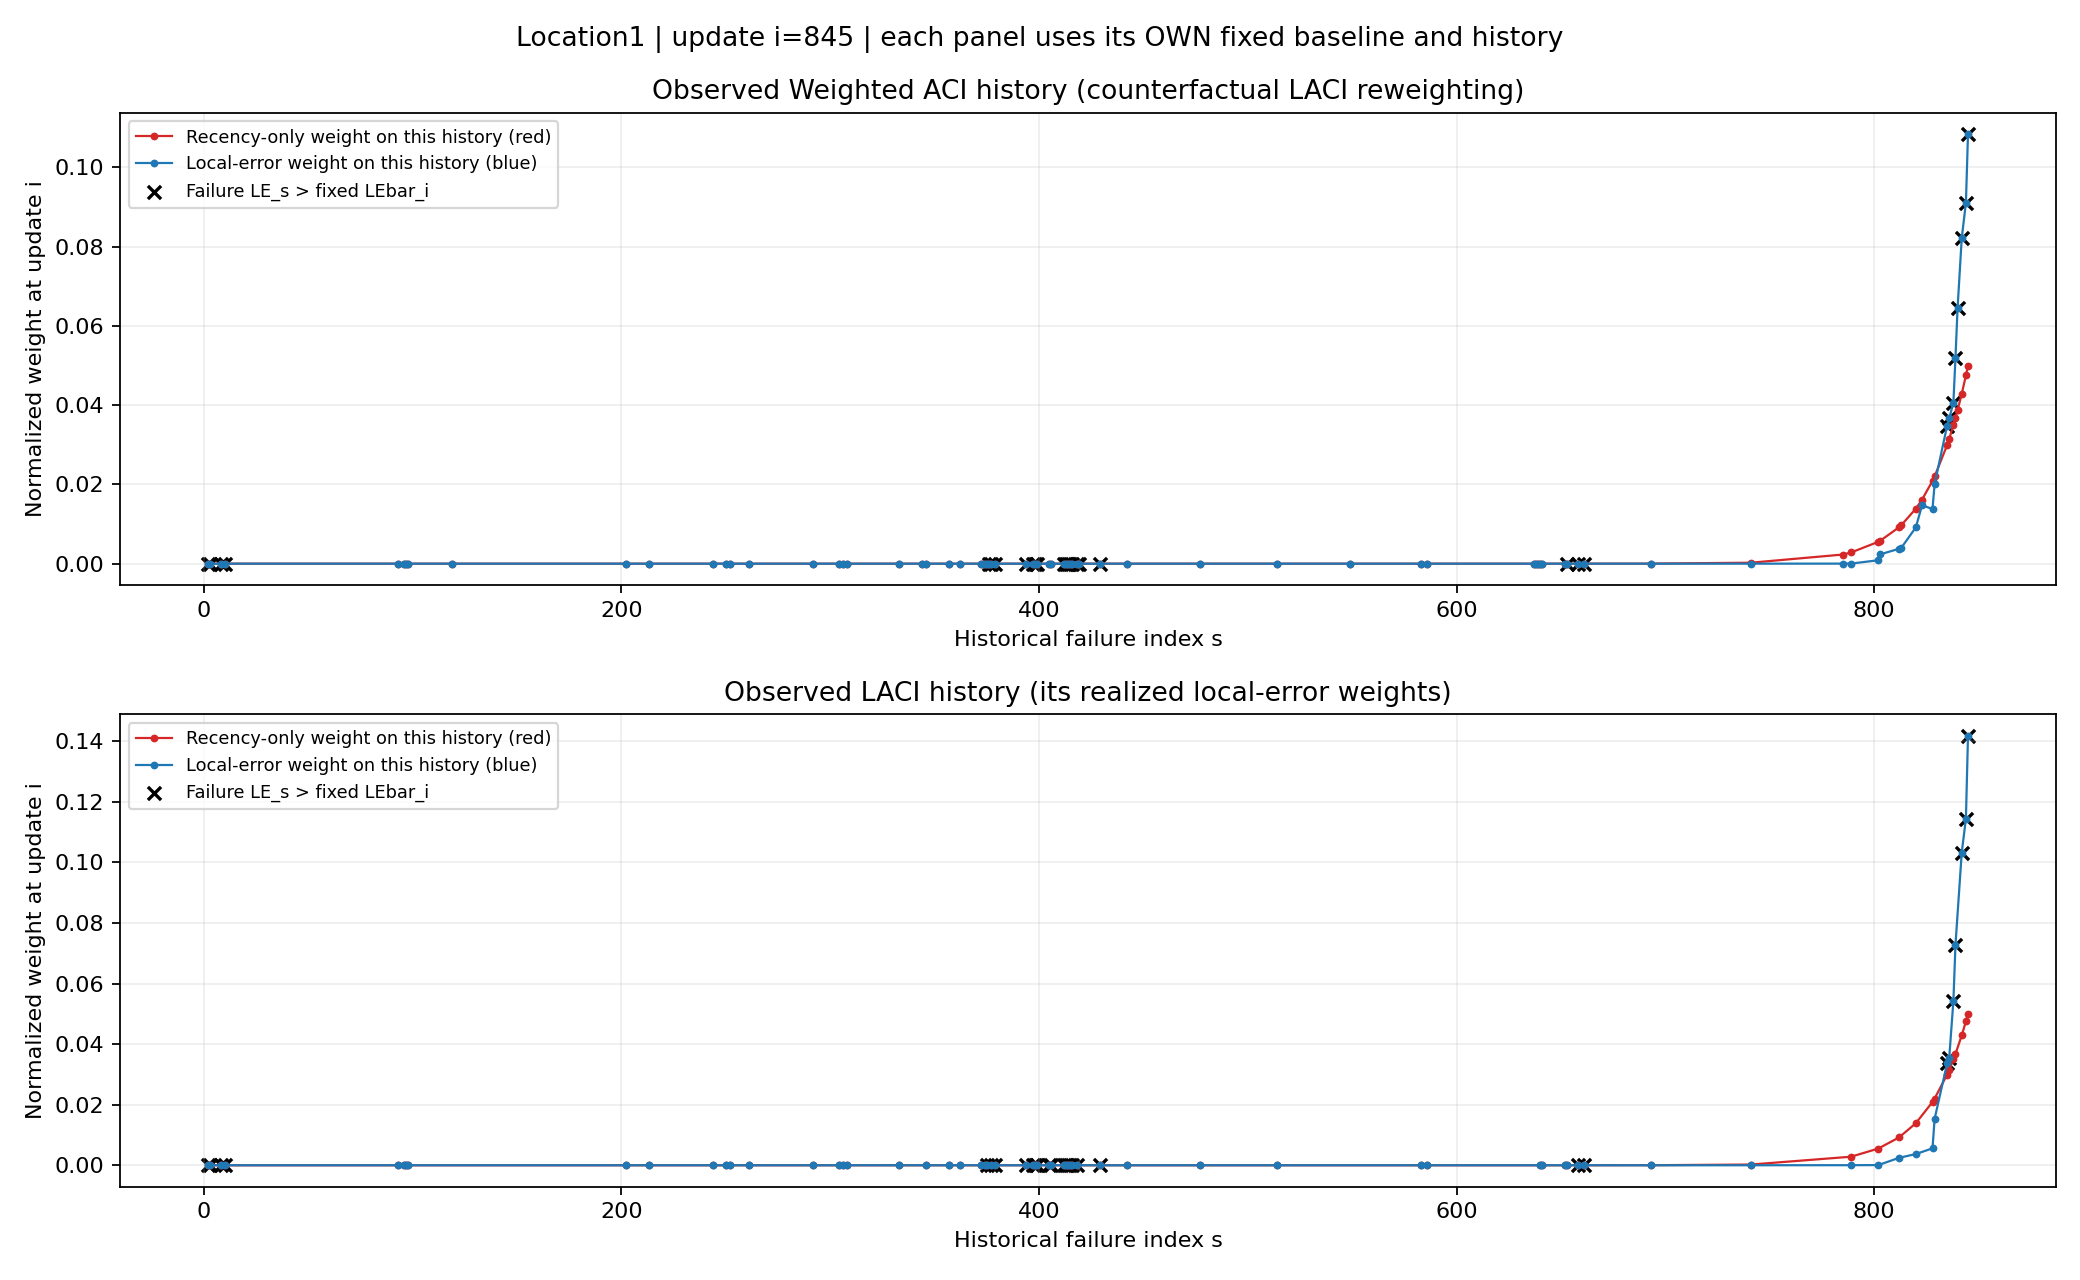 Location1 | update i=845 | each panel uses its OWN fixed baseline and history
Observed Weighted ACI history (counterfactual LACI reweighting)
Recency-only weight on this history (red)
Local-error weight on this history (blue)
Failure LE_s > fixed LEbar_i
Normalized weight at update i
0.10
0.08
0.06
0.04
0.02
0.00
0 200 400 600 800
Historical failure index s
Observed LACI history (its realized local-error weights)
Recency-only weight on this history (red)
Local-error weight on this history (blue)
Failure LE_s > fixed LEbar_i
Normalized weight at update i
0.14
0.12
0.10
0.08
0.06
0.04
0.02
0.00
0 200 400 600 800
Historical failure index s